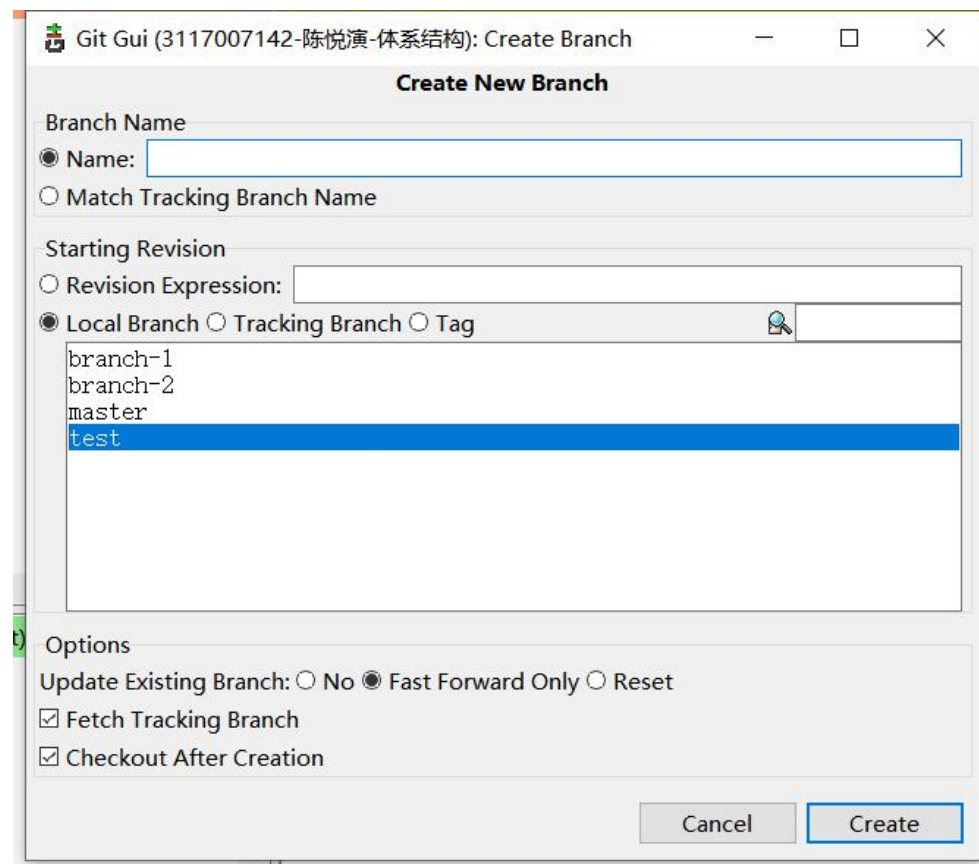 Git Gui (3117007142-陈悦演-体系结构): Create Branch
Create New Branch
Branch Name
Name:
Match Tracking Branch Name
Starting Revision
Revision Expression:
Local Branch Tracking Branch Tag
branch-1
branch-2
master
test
t)
Options
Update Existing Branch: No Fast Forward Only Reset
Fetch Tracking Branch
Checkout After Creation
Cancel Create